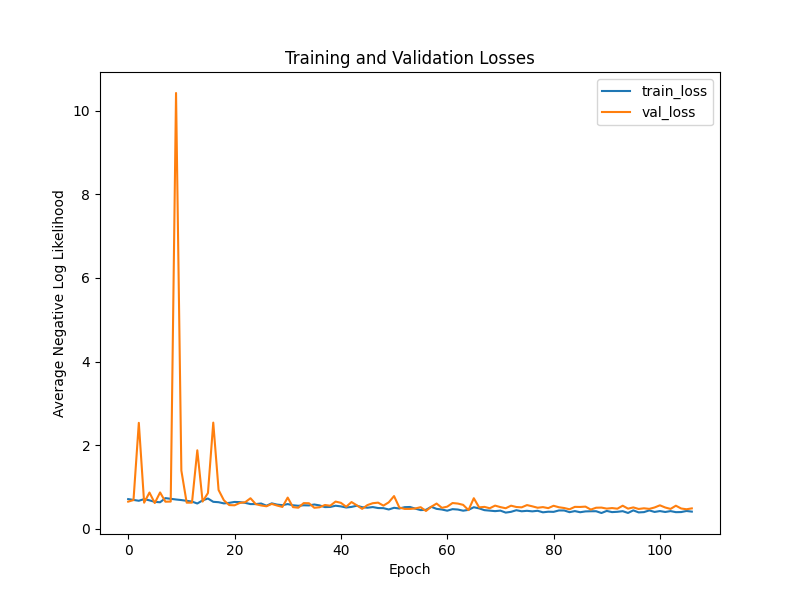 Training and Validation Losses
train_loss
val_loss
Average Negative Log Likelihood
10
8
6
4
2
0
0 20 40 60 80 100
Epoch